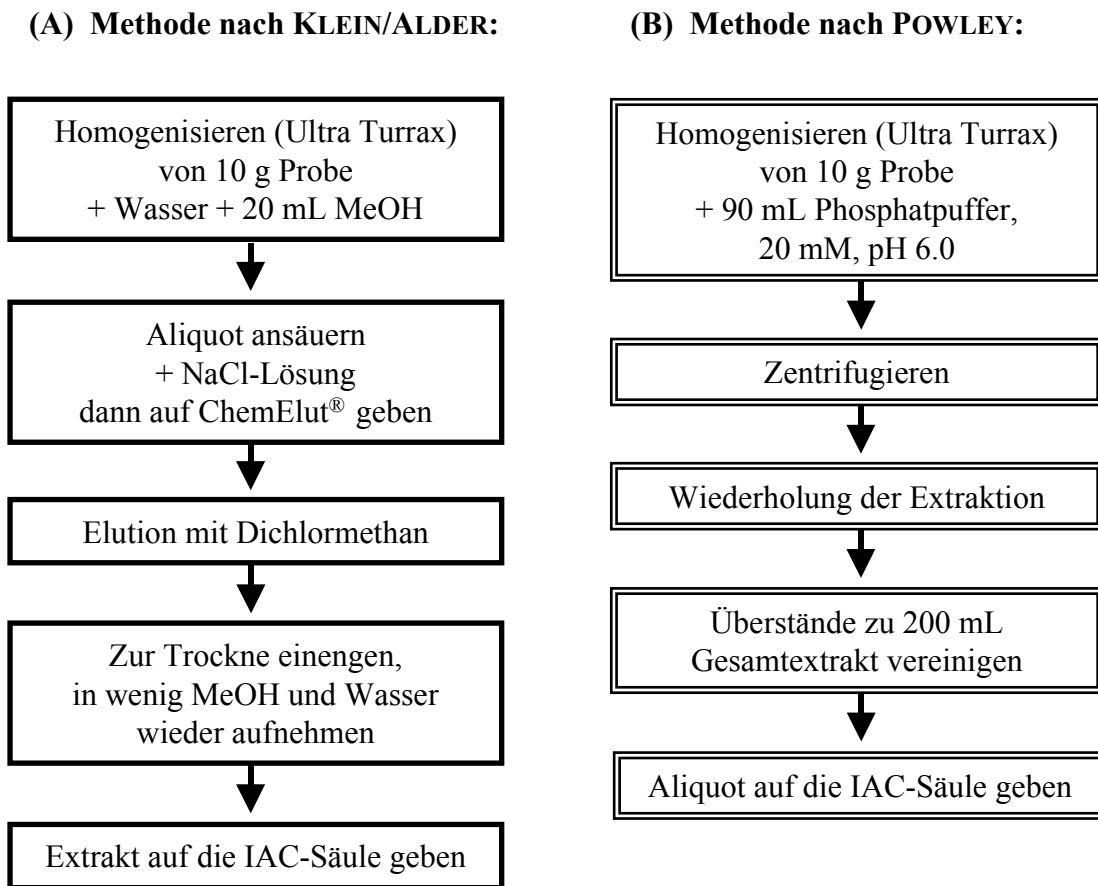 (A) Methode nach KLEIN/ALDER:
Homogenisieren (Ultra Turrax)
von 10 g Probe
+ Wasser + 20 mL MeOH
Aliquot ansäuern
+ NaCl-Lösung
dann auf ChemElut® geben
Elution mit Dichlormethan
Zur Trockne einengen,
in wenig MeOH und Wasser
wieder aufnehmen
Extrakt auf die IAC-Säule geben
(B) Methode nach POWLEY:
Homogenisieren (Ultra Turrax)
von 10 g Probe
+ 90 mL Phosphatpuffer,
20 mM, pH 6.0
Zentrifugieren
Wiederholung der Extraktion
Überstände zu 200 mL
Gesamtextrakt vereinigen
Aliquot auf die IAC-Säule geben